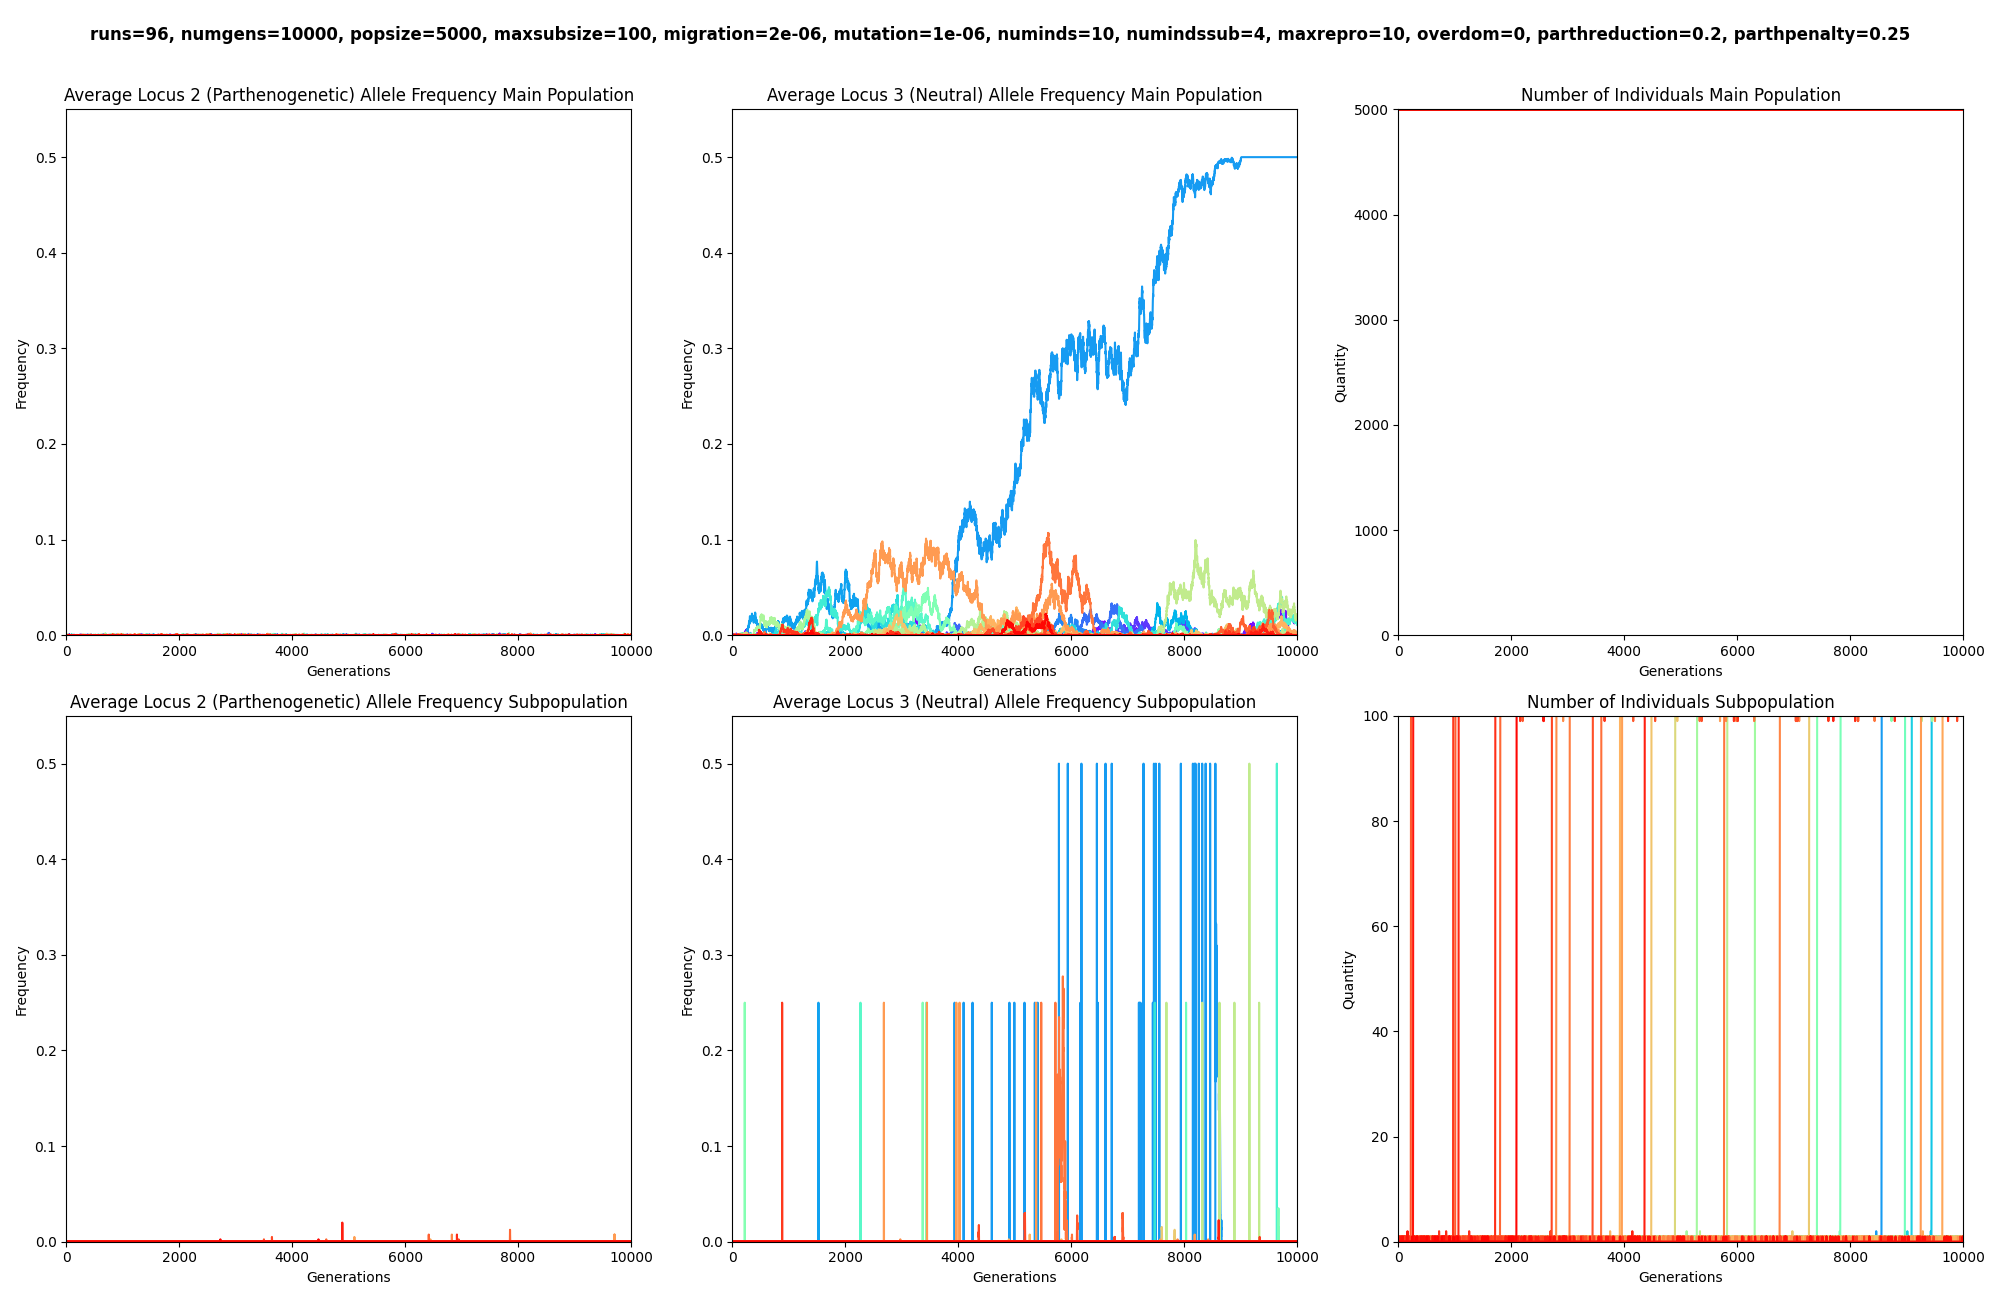 runs=96, numgens=10000, popsize=5000, maxsubsize=100, migration=2e-06, mutation=1e-06, numinds=10, numindssub=4, maxrepro=10, overdom=0, parthreduction=0.2, parthpenalty=0.25
Average Locus 2 (Parthenogenetic) Allele Frequency Main Population
Frequency
0.5
0.4
0.3
0.2
0.1
0.0
0 2000 4000 6000 8000 10000
Generations
Average Locus 3 (Neutral) Allele Frequency Main Population
Frequency
0.5
0.4
0.3
0.2
0.1
0.0
0 2000 4000 6000 8000 10000
Generations
Number of Individuals Main Population
Quantity
5000
4000
3000
2000
1000
0
0 2000 4000 6000 8000 10000
Generations
Average Locus 2 (Parthenogenetic) Allele Frequency Subpopulation
Frequency
0.5
0.4
0.3
0.2
0.1
0.0
0 2000 4000 6000 8000 10000
Generations
Average Locus 3 (Neutral) Allele Frequency Subpopulation
Frequency
0.5
0.4
0.3
0.2
0.1
0.0
0 2000 4000 6000 8000 10000
Generations
Number of Individuals Subpopulation
Quantity
100
80
60
40
20
0
0 2000 4000 6000 8000 10000
Generations